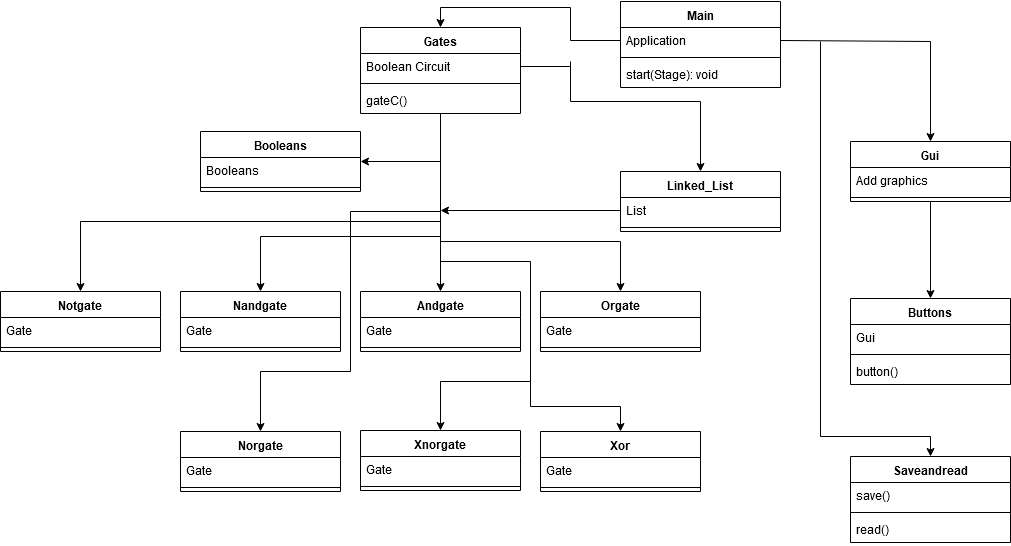 Main
Application
start(Stage): void
Gates
Boolean Circuit
gateC()
Booleans
Booleans
Linked_List
List
Gui
Add graphics
Notgate
Gate
Nandgate
Gate
Andgate
Gate
Orgate
Gate
Buttons
Gui
button()
Norgate
Gate
Xnorgate
Gate
Xor
Gate
Saveandread
save()
read()